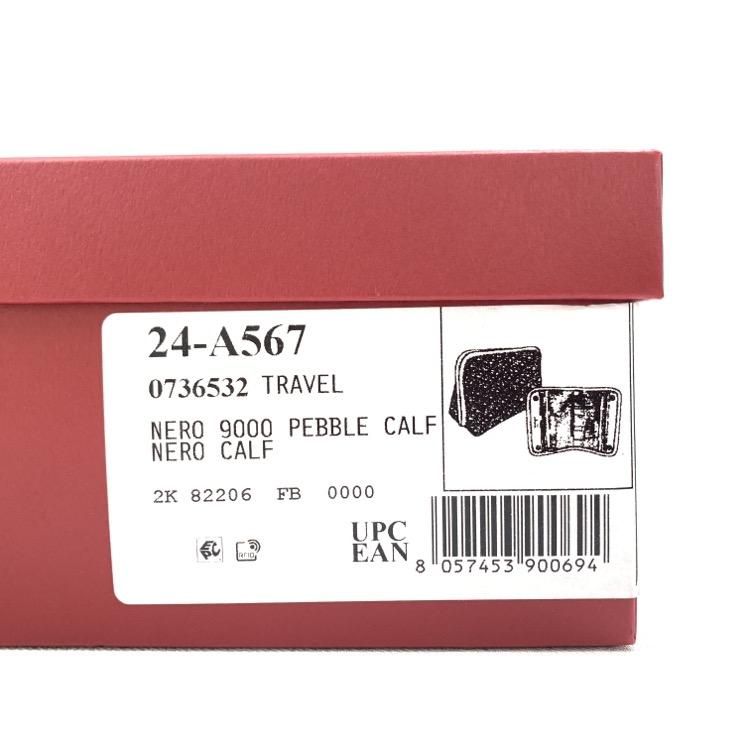 24-A567
0736532 TRAVEL
NERO 9000 PEBBLE CALF
NERO CALF
2K 82206 FB 0000
RFID
UPC
EAN
8 057453 900694